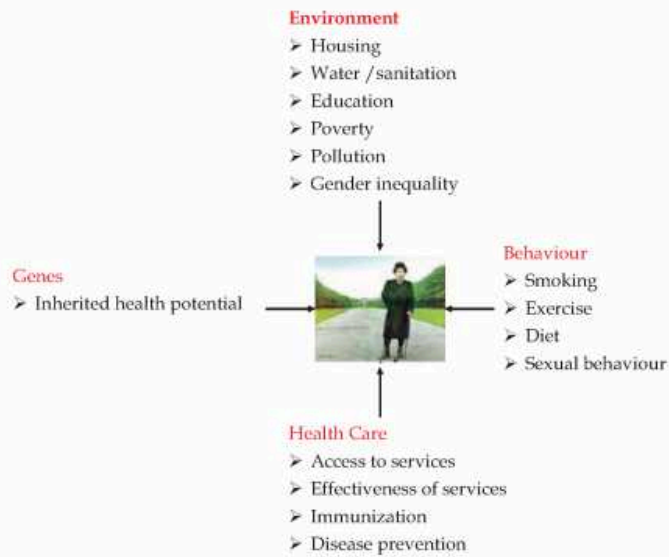 Environment
➢ Housing
➢ Water /sanitation
➢ Education
➢ Poverty
➢ Pollution
➢ Gender inequality
Genes
➢ Inherited health potential
Behaviour
➢ Smoking
➢ Exercise
➢ Diet
➢ Sexual behaviour
Health Care
➢ Access to services
➢ Effectiveness of services
➢ Immunization
➢ Disease prevention